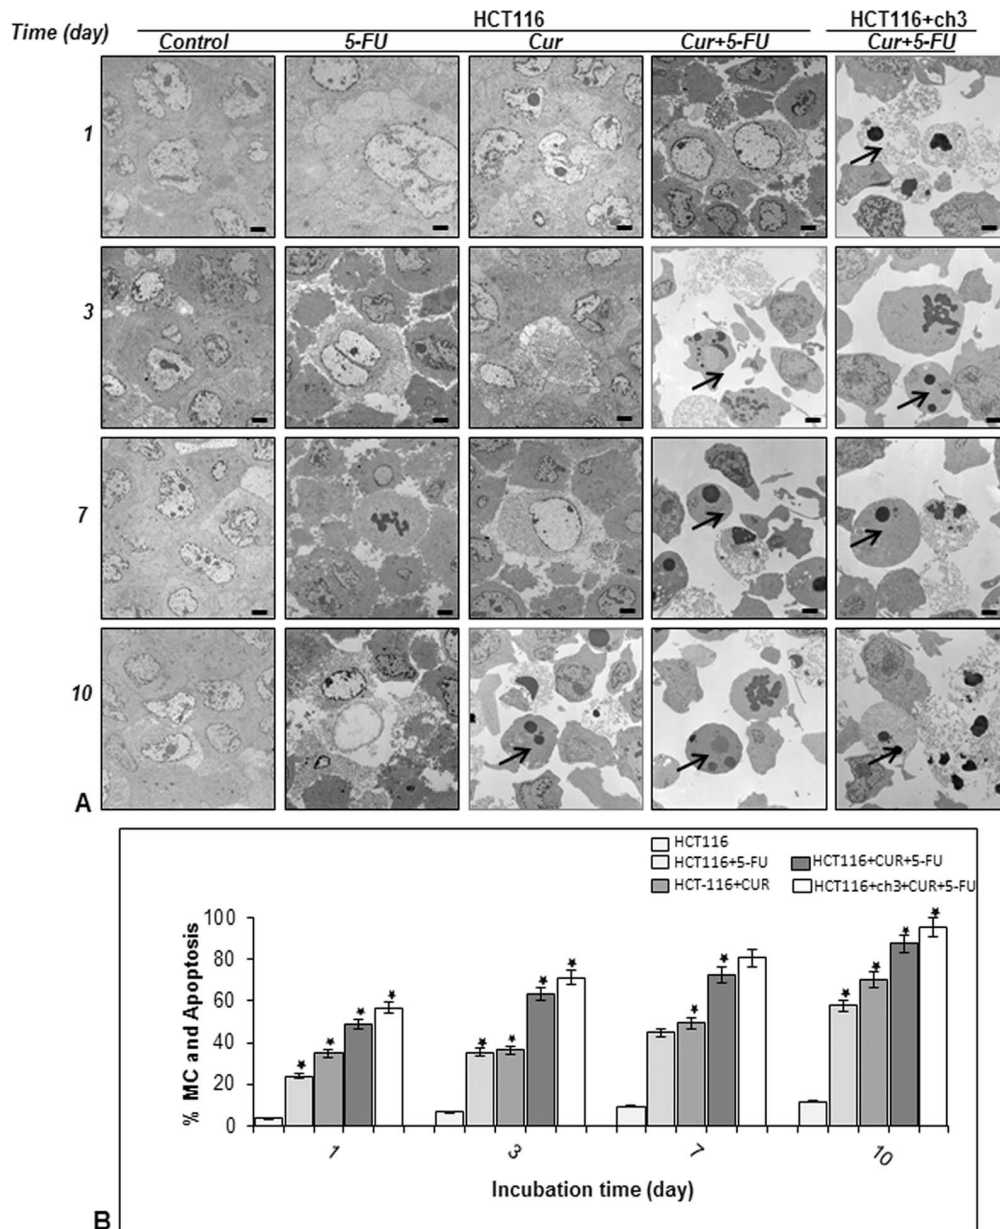 HCT116 HCT116+ch3
Time (day) Control 5-FU Cur Cur+5-FU Cur+5-FU
1
3
7
10
A
HCT116
HCT116+5-FU HCT116+CUR+5-FU
HCT-116+CUR HCT116+ch3+CUR+5-FU
% MC and Apoptosis
100
80
60
40
20
0
1 3 7 10
Incubation time (day)
B